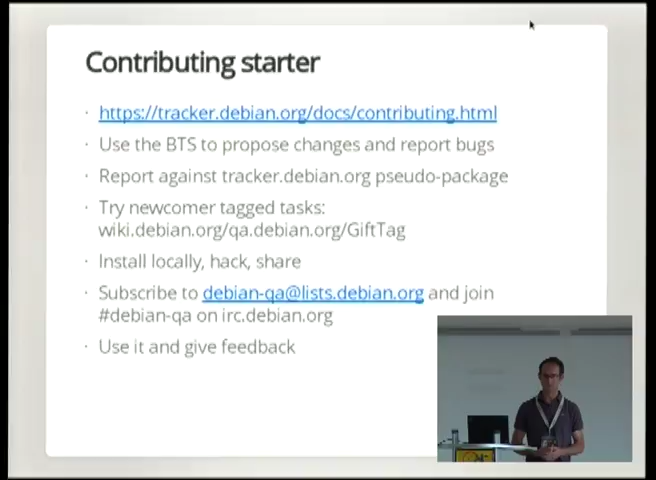 Contributing starter
· https://tracker.debian.org/docs/contributing.html
· Use the BTS to propose changes and report bugs
· Report against tracker.debian.org pseudo-package
· Try newcomer tagged tasks:
wiki.debian.org/qa.debian.org/GiftTag
· Install locally, hack, share
· Subscribe to debian-qa@lists.debian.org and join
#debian-qa on irc.debian.org
· Use it and give feedback